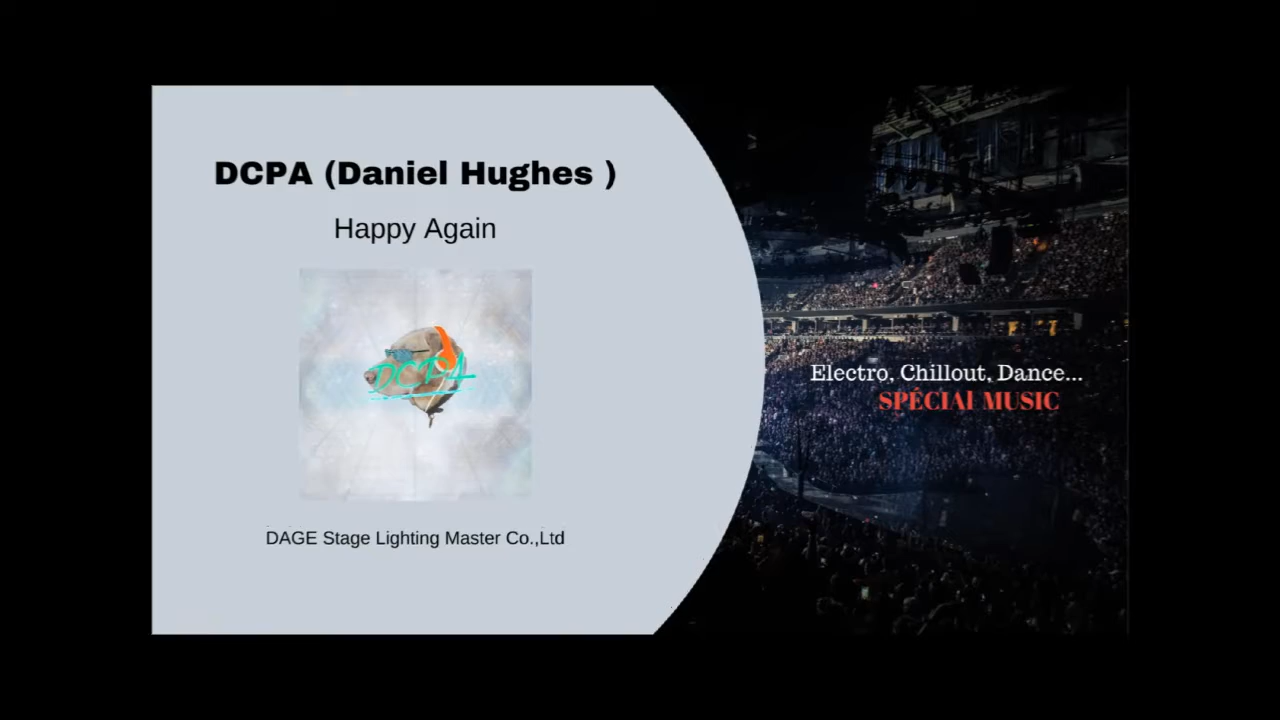 DCPA (Daniel Hughes )
Happy Again
DCPA
DAGE Stage Lighting Master Co.,Ltd
Electro, Chillout, Dance...
SPÉCIAL MUSIC